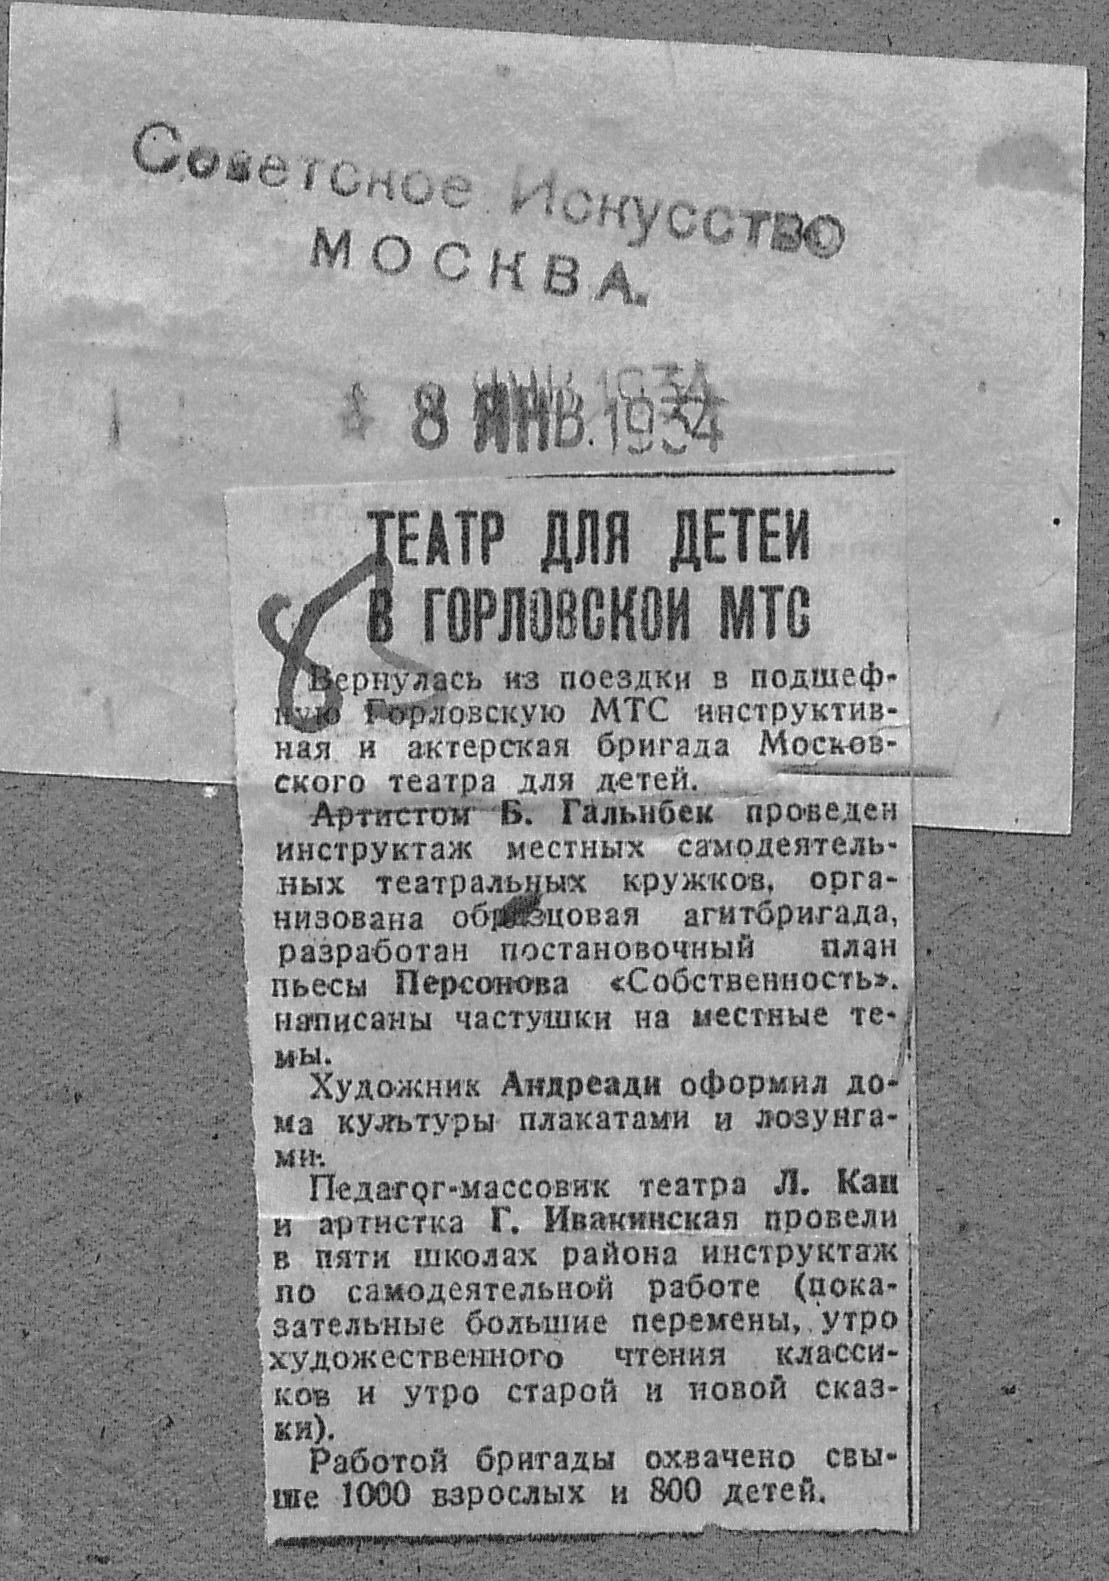 Советское Искусство
МОСКВА.
8 ЯНВ. 1934
ТЕАТР ДЛЯ ДЕТЕЙ
В ГОРЛОВСКОЙ МТС
85
Вернулась из поездки в подшеф-
ную Горловскую МТС инструктив-
ная и актерская бригада Москов-
ского театра для детей.
Артистом Б. Гальнбек проведен
инструктаж местных самодеятель-
ных театральных кружков, орга-
низована образцовая агитбригада,
разработан постановочный план
пьесы Персонова «Собственность».
написаны частушки на местные те-
мы.
Художник Андреади оформил до-
ма культуры плакатами и лозунга-
ми.
Педагог-массовик театра Л. Кац
и артистка Г. Ивакинская провели
в пяти школах района инструктаж
по самодеятельной работе (пока-
зательные большие перемены, утро
художественного чтения класси-
ков и утро старой и новой сказ-
ки).
Работой бригады охвачено свы-
ше 1000 взрослых и 800 детей.